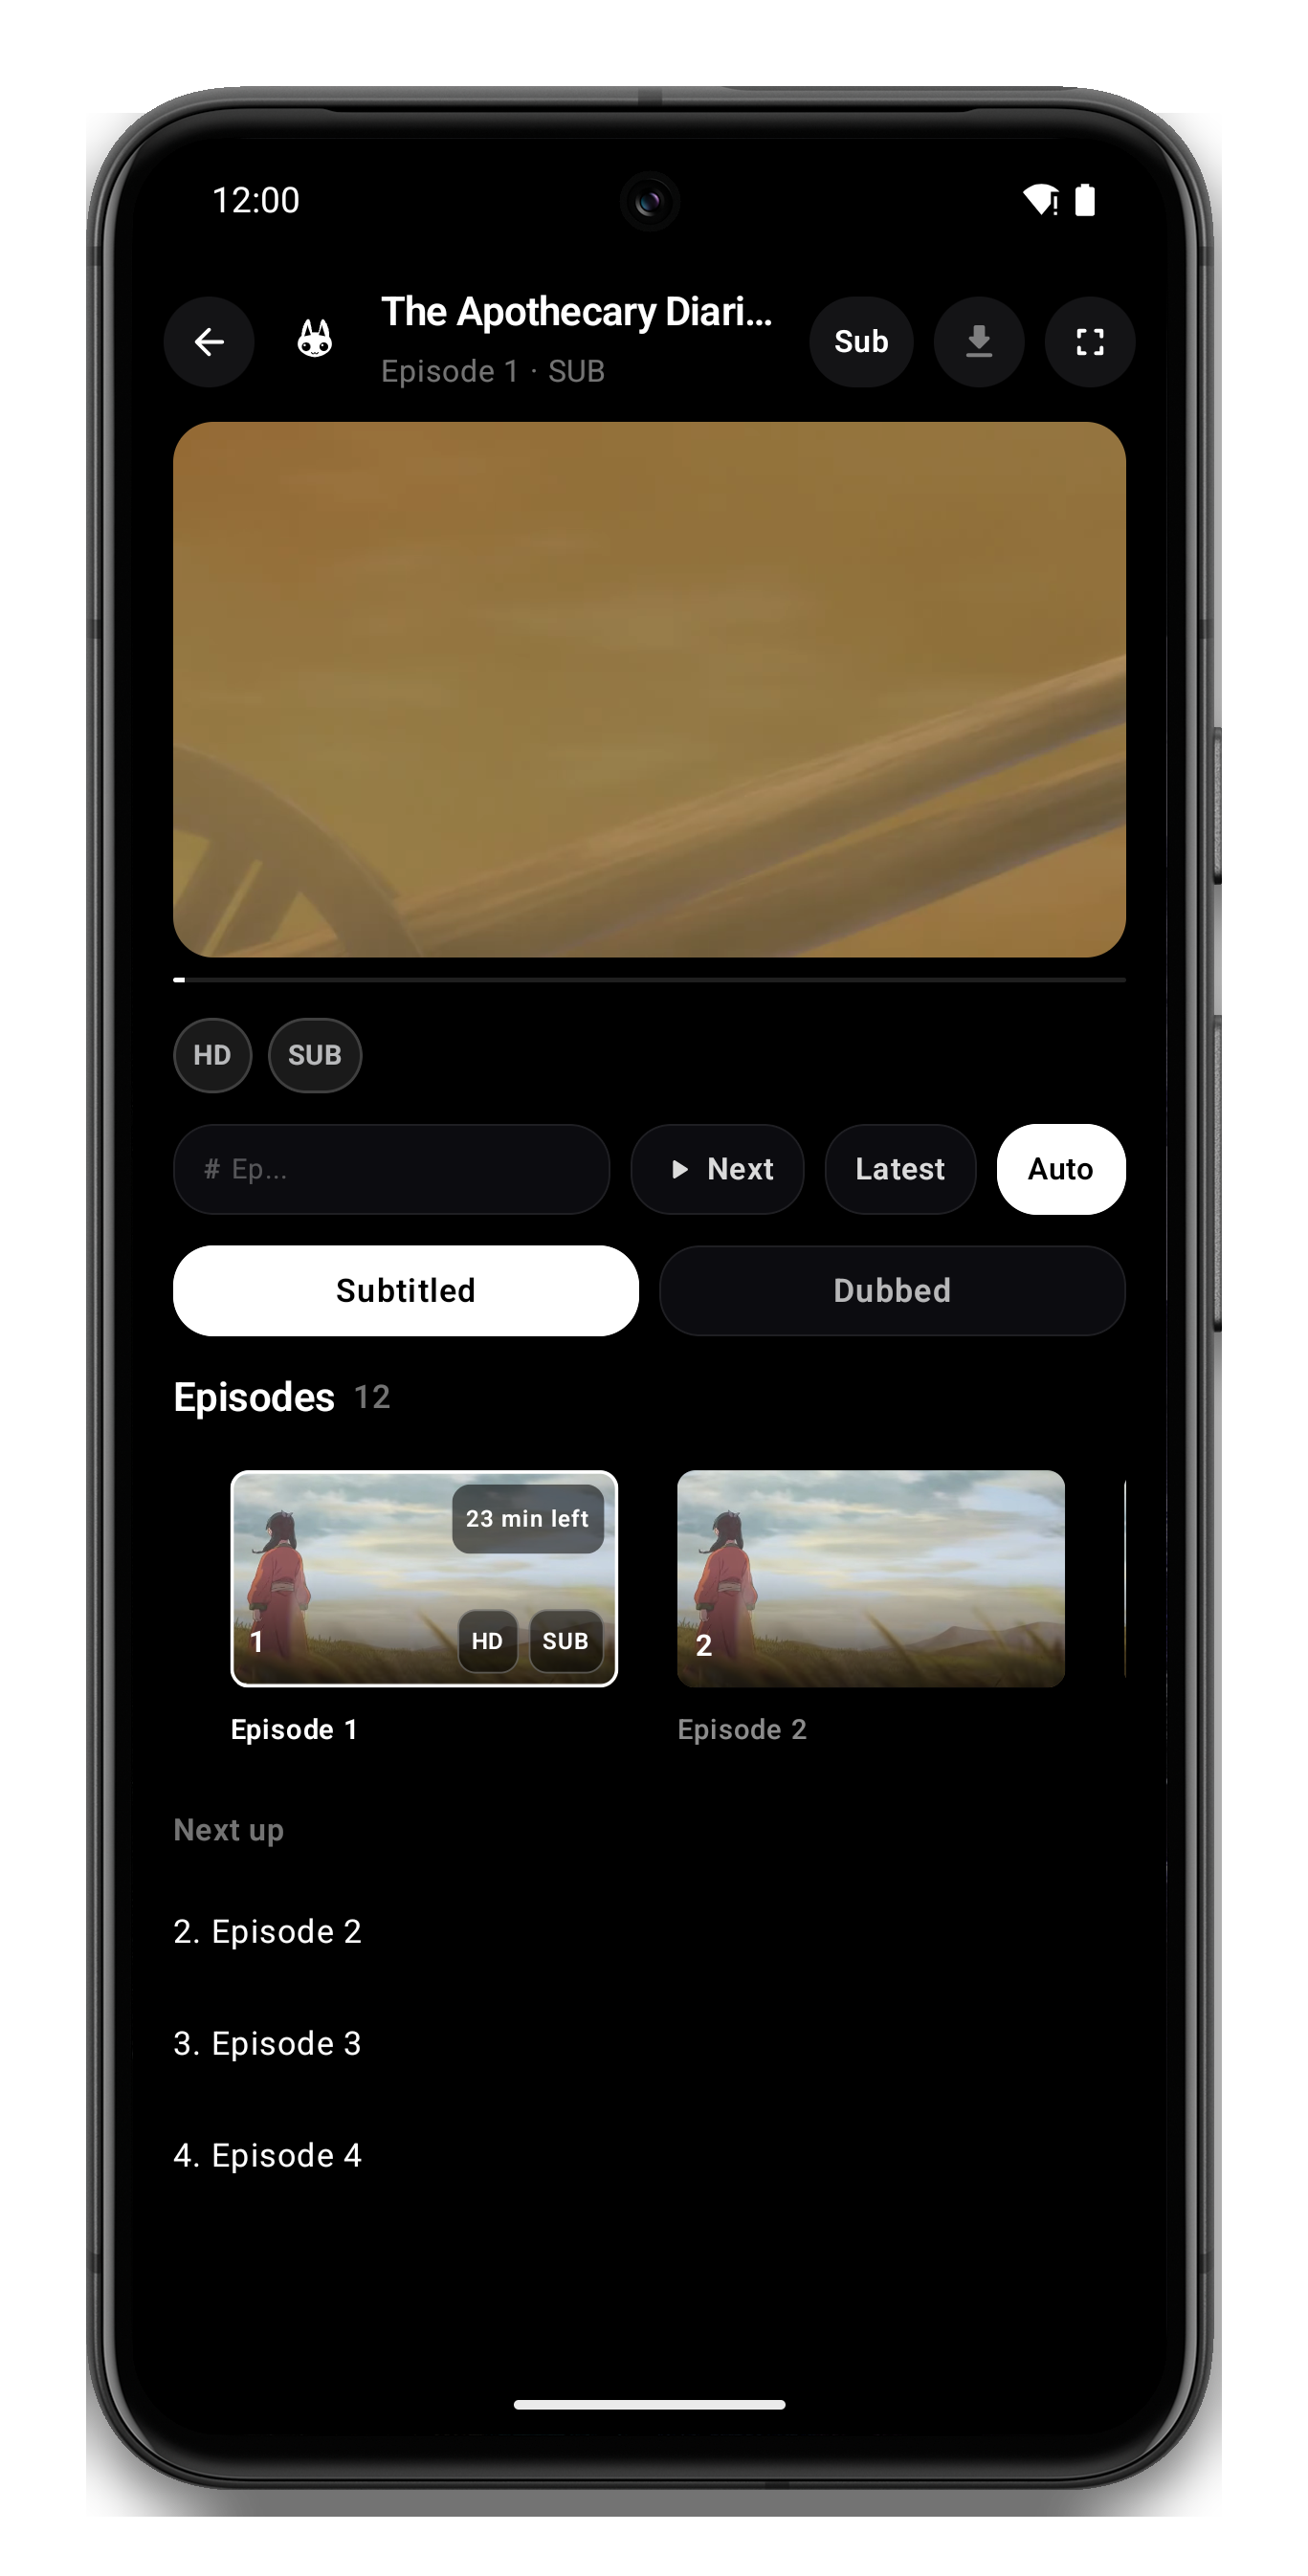 12:00
The Apothecary Diari...
Episode 1 · SUB
Sub
HD SUB
# Ep...
Next
Latest
Auto
Subtitled
Dubbed
Episodes 12
23 min left
1
HD SUB
2
Episode 1
Episode 2
Next up
2. Episode 2
3. Episode 3
4. Episode 4